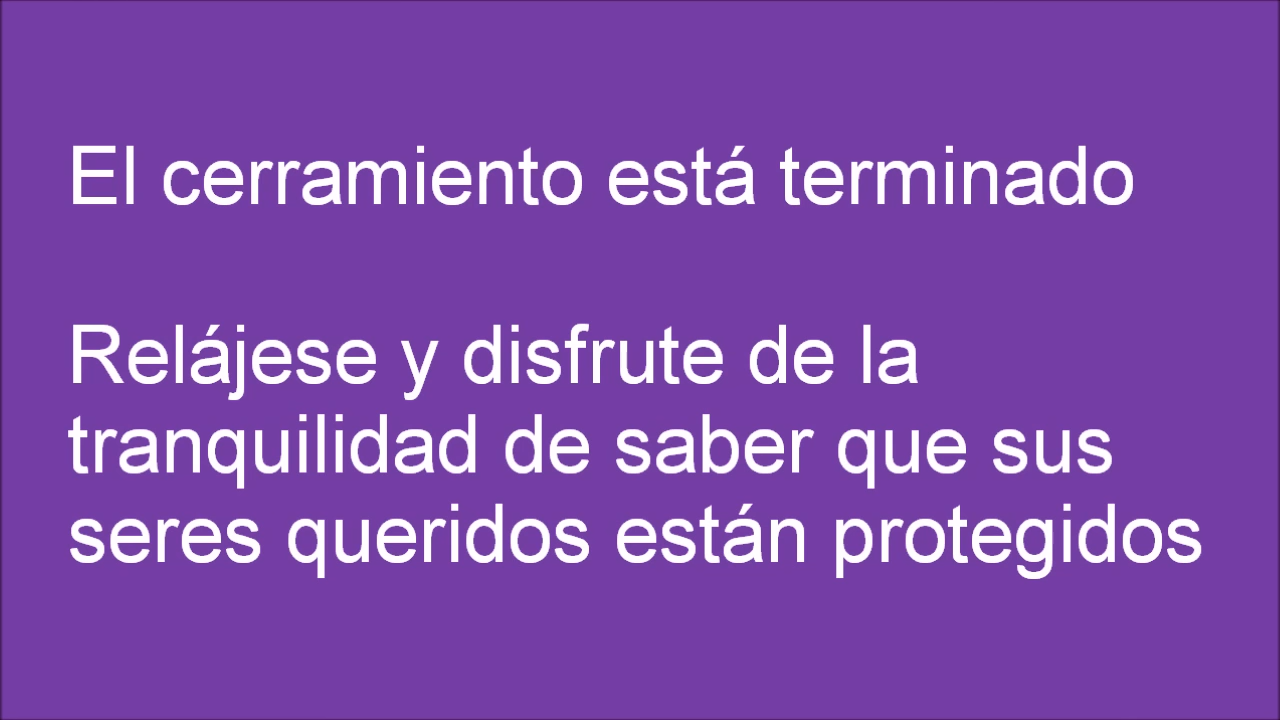 El cerramiento está terminado
Relájese y disfrute de la
tranquilidad de saber que sus
seres queridos están protegidos